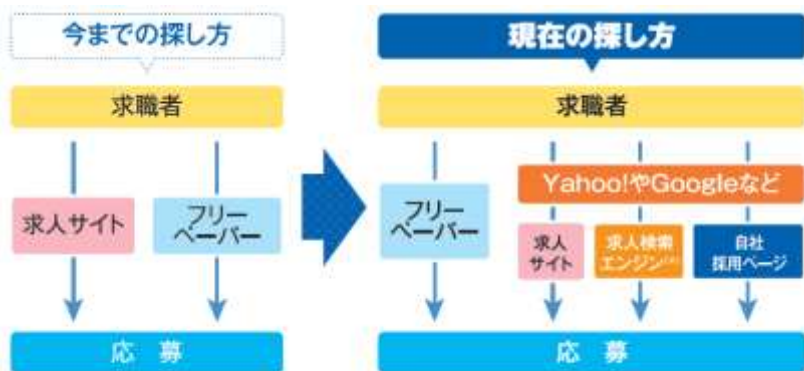 今までの探し方
求職者
求人サイト
フリー
ペーパー
応 募
現在の探し方
求職者
フリー
ペーパー
Yahoo!やGoogleなど
求人
サイト
求人検索
エンジン
自社
採用ページ
応 募